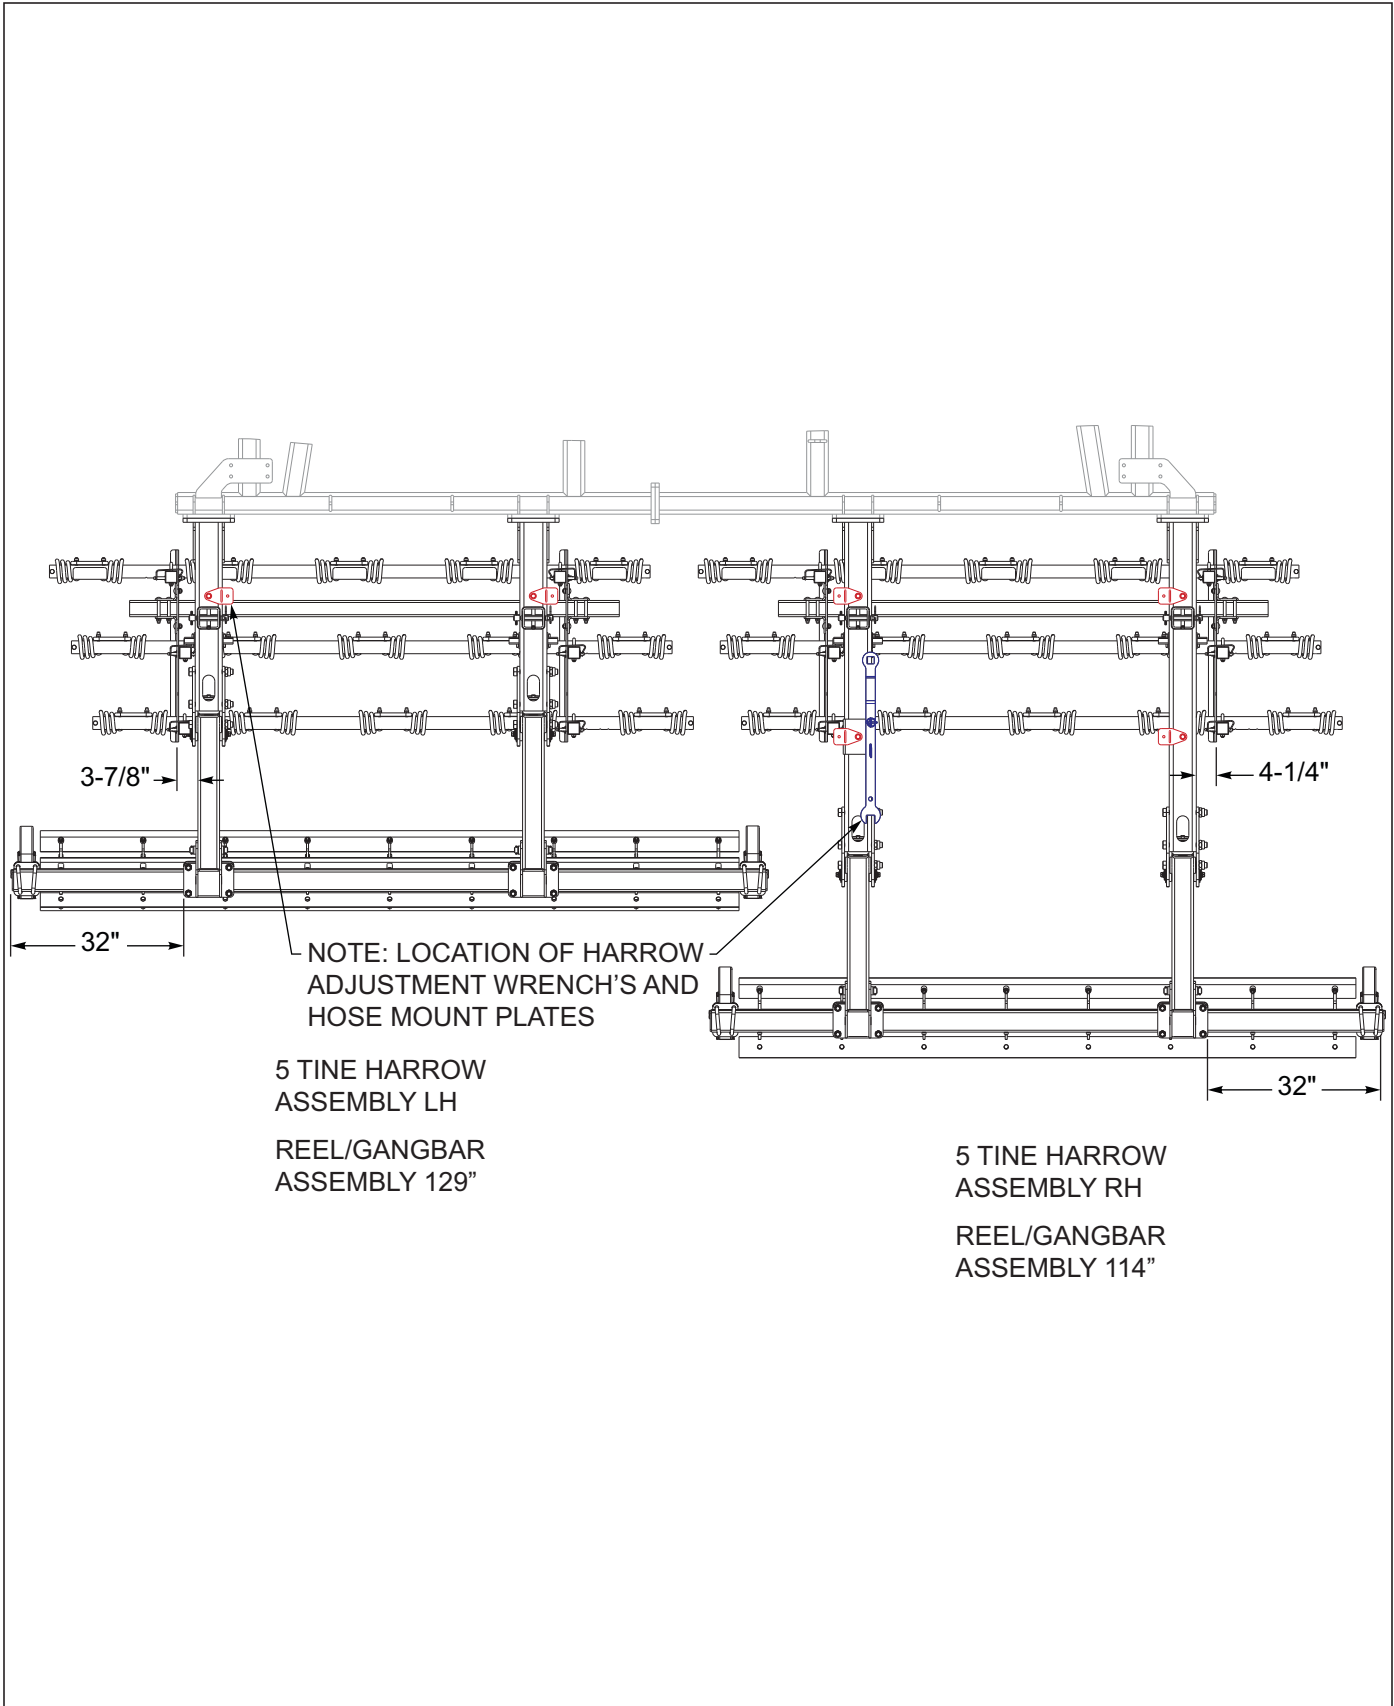 3-7/8"
4-1/4"
32"
NOTE: LOCATION OF HARROW
ADJUSTMENT WRENCH’S AND
HOSE MOUNT PLATES
5 TINE HARROW
ASSEMBLY LH
REEL/GANGBAR
ASSEMBLY 129”
32"
5 TINE HARROW
ASSEMBLY RH
REEL/GANGBAR
ASSEMBLY 114”